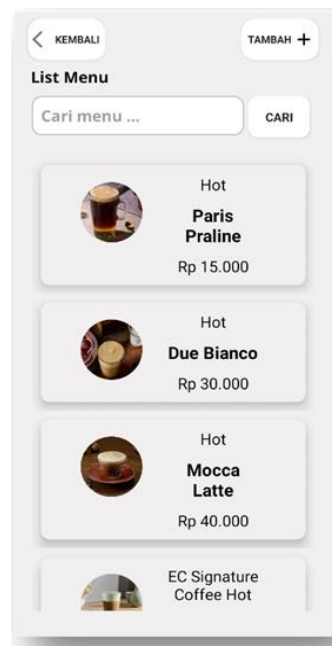 KEMBALI
TAMBAH +
List Menu
Cari menu ...
CARI
Hot
Paris
Praline
Rp 15.000
Hot
Due Bianco
Rp 30.000
Hot
Mocca
Latte
Rp 40.000
EC Signature
Coffee Hot